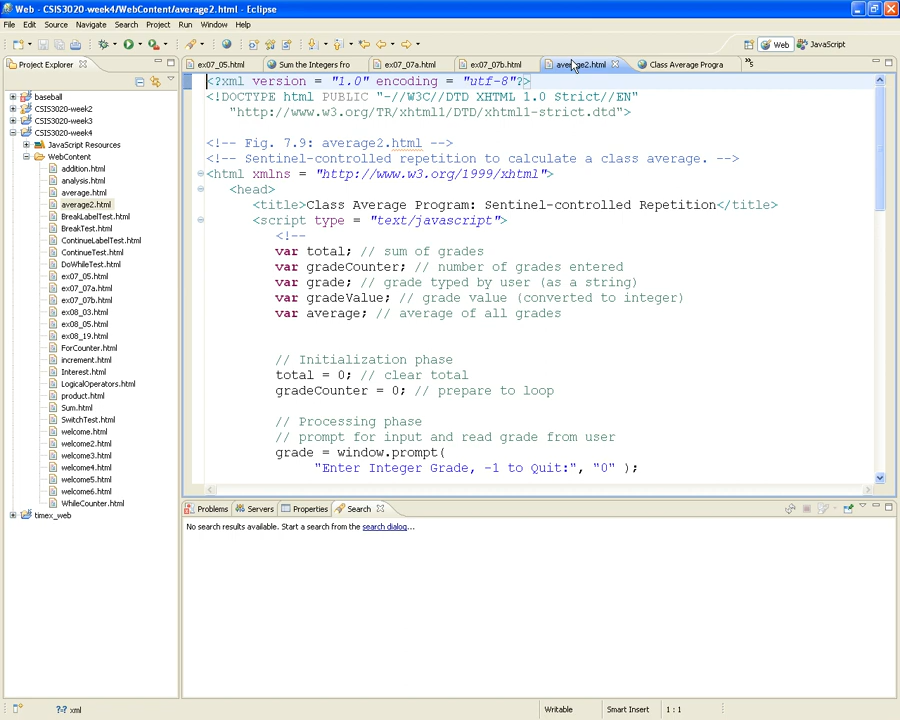 Web - CSIS3020-week4/WebContent/average2.html - Eclipse
File Edit Source Navigate Search Project Run Window Help
Web JavaScript
Project Explorer
ex07_05.html Sum the Integers fro ex07_07a.html ex07_07b.html average2.html Class Average Progra »5
baseball
CSIS3020-week2
CSIS3020-week3
CSIS3020-week4
JavaScript Resources
WebContent
addition.html
analysis.html
average.html
average2.html
BreakLabelTest.html
BreakTest.html
ContinueLabelTest.html
ContinueTest.html
DoWhileTest.html
ex07_05.html
ex07_07a.html
ex07_07b.html
ex08_03.html
ex08_05.html
ex08_19.html
ForCounter.html
increment.html
Interest.html
LogicalOperators.html
product.html
Sum.html
SwitchTest.html
welcome.html
welcome2.html
welcome3.html
welcome4.html
welcome5.html
welcome6.html
WhileCounter.html
timex_web
<?xml version = "1.0" encoding = "utf-8"?>
<!DOCTYPE html PUBLIC "-//W3C//DTD XHTML 1.0 Strict//EN"
"http://www.w3.org/TR/xhtml1/DTD/xhtml1-strict.dtd">
<!-- Fig. 7.9: average2.html -->
<!-- Sentinel-controlled repetition to calculate a class average. -->
<html xmlns = "http://www.w3.org/1999/xhtml">
<head>
<title>Class Average Program: Sentinel-controlled Repetition</title>
<script type = "text/javascript">
<!--
var total; // sum of grades
var gradeCounter; // number of grades entered
var grade; // grade typed by user (as a string)
var gradeValue; // grade value (converted to integer)
var average; // average of all grades
// Initialization phase
total = 0; // clear total
gradeCounter = 0; // prepare to loop
// Processing phase
// prompt for input and read grade from user
grade = window.prompt(
"Enter Integer Grade, -1 to Quit:", "0" );
Problems Servers Properties Search
No search results available. Start a search from the search dialog...
?-? xml Writable Smart Insert 1 : 1